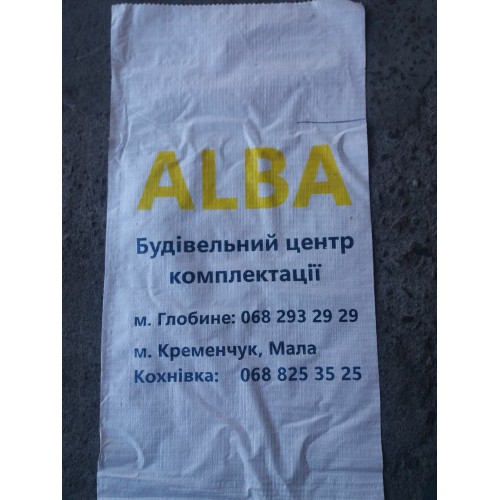 ALBA
Будівельний центр
комплектації
м. Глобине: 068 293 29 29
м. Кременчук, Мала
Кохнівка: 068 825 35 25